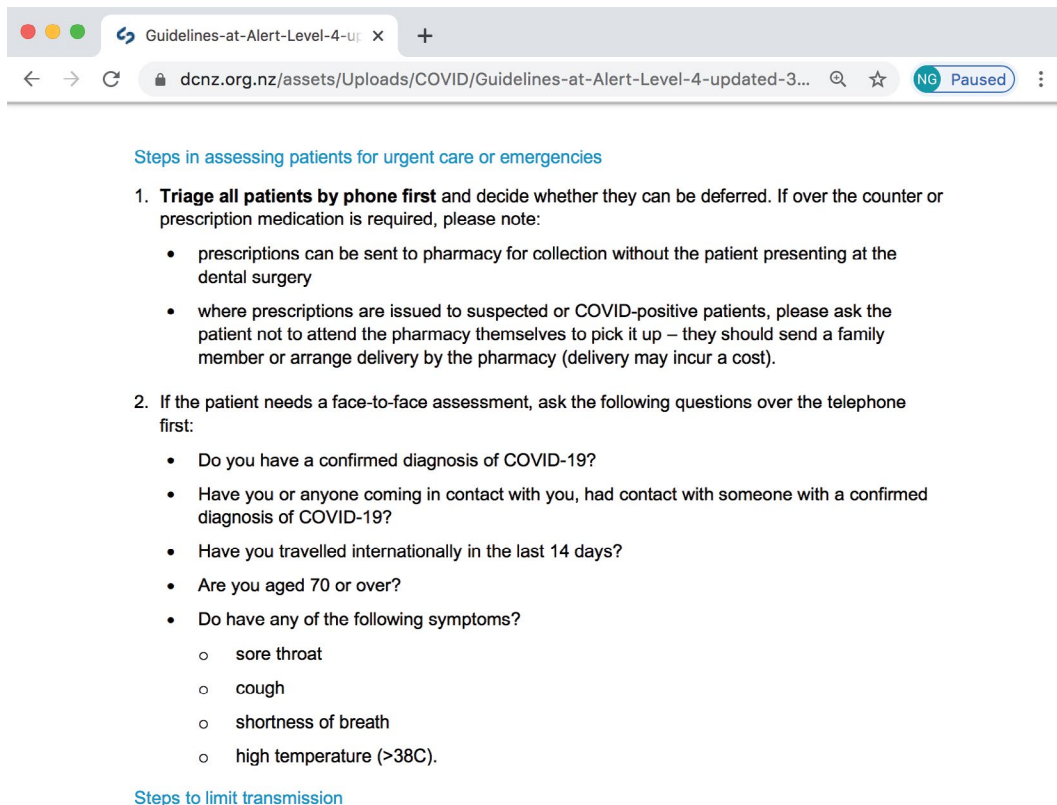 Guidelines-at-Alert-Level-4-up
dcnz.org.nz/assets/Uploads/COVID/Guidelines-at-Alert-Level-4-updated-3...
NG Paused
Steps in assessing patients for urgent care or emergencies
1. Triage all patients by phone first and decide whether they can be deferred. If over the counter or
prescription medication is required, please note:
• prescriptions can be sent to pharmacy for collection without the patient presenting at the
dental surgery
• where prescriptions are issued to suspected or COVID-positive patients, please ask the
patient not to attend the pharmacy themselves to pick it up – they should send a family
member or arrange delivery by the pharmacy (delivery may incur a cost).
2. If the patient needs a face-to-face assessment, ask the following questions over the telephone
first:
• Do you have a confirmed diagnosis of COVID-19?
• Have you or anyone coming in contact with you, had contact with someone with a confirmed
diagnosis of COVID-19?
• Have you travelled internationally in the last 14 days?
• Are you aged 70 or over?
• Do have any of the following symptoms?
o sore throat
o cough
o shortness of breath
o high temperature (>38C).
Steps to limit transmission